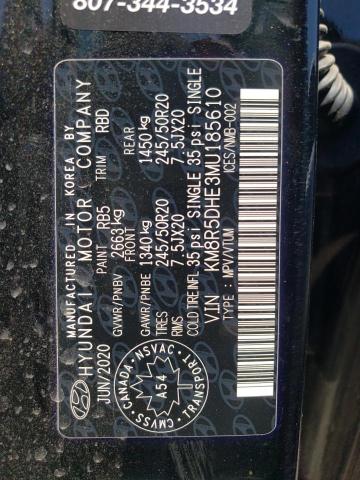 807-344-3534
MANUFACTURED IN KOREA BY
HYUNDAI MOTOR COMPANY
JUN/2020 PAINT RB5 TRIM RBD
GVWR/PNBV 2663 kg
GAWR/PNBE FRONT 1340 kg REAR 1450 kg
TIRES 245/50R20 245/50R20
RIMS 7.5JX20 7.5JX20
COLD TIRE INFL 35 psi SINGLE 35 psi SINGLE
VIN KM8R5DHE3MU185610
TYPE: MPV/VTUM ICES/NMB-002
CANADA • NSVAC • TRANSPORT • CMVSS
A54